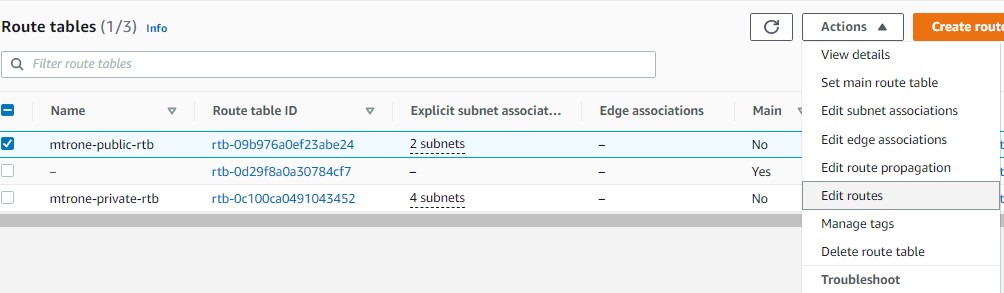 Route tables (1/3) Info
Actions
Create route
Filter route tables
View details
Set main route table
Edit subnet associations
Edit edge associations
Edit route propagation
Edit routes
Manage tags
Delete route table
Troubleshoot
Name Route table ID Explicit subnet associat... Edge associations Main
mtrone-public-rtb rtb-09b976a0ef23abe24 2 subnets – No
– rtb-0d29f8a0a30784cf7 – – Yes
mtrone-private-rtb rtb-0c100ca0491043452 4 subnets – No